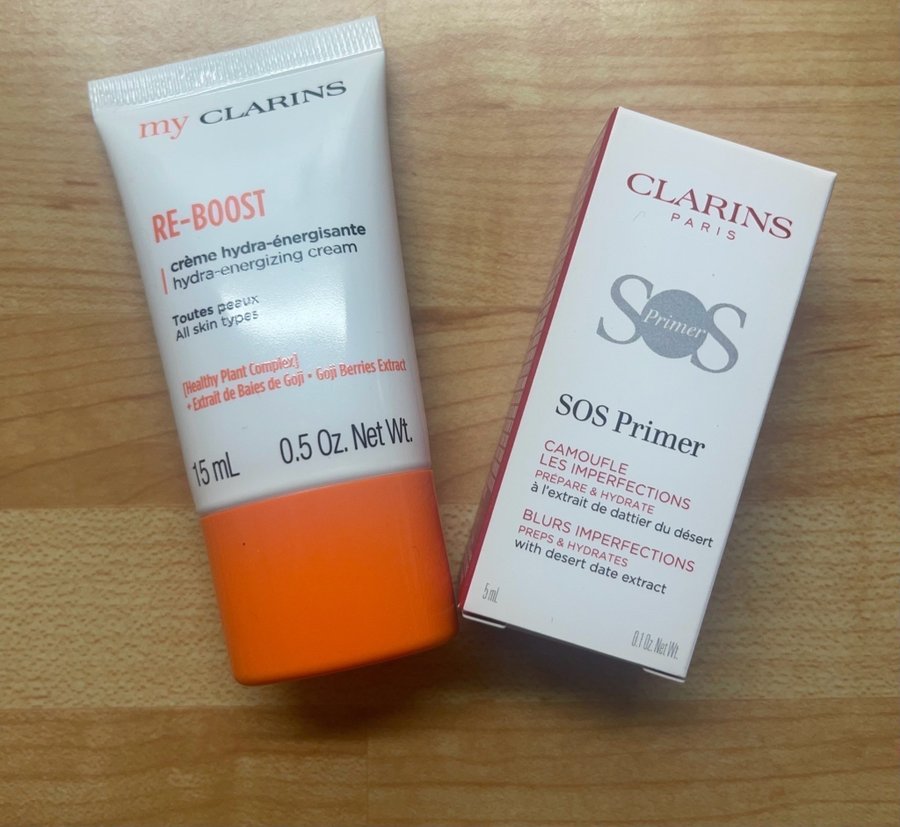 my CLARINS
RE-BOOST
crème hydra-énergisante
hydra-energizing cream
Toutes peaux
All skin types
[Healthy Plant Complex]
+ Extrait de Baies de Goji • Goji Berries Extract
15 mL 0.5 Oz. Net Wt.
CLARINS
PARIS
SOS
Primer
SOS Primer
CAMOUFLE
LES IMPERFECTIONS
PRÉPARE & HYDRATE
à l'extrait de dattier du désert
BLURS IMPERFECTIONS
PREPS & HYDRATES
with desert date extract
5 mL
0.1 Oz. Net Wt.